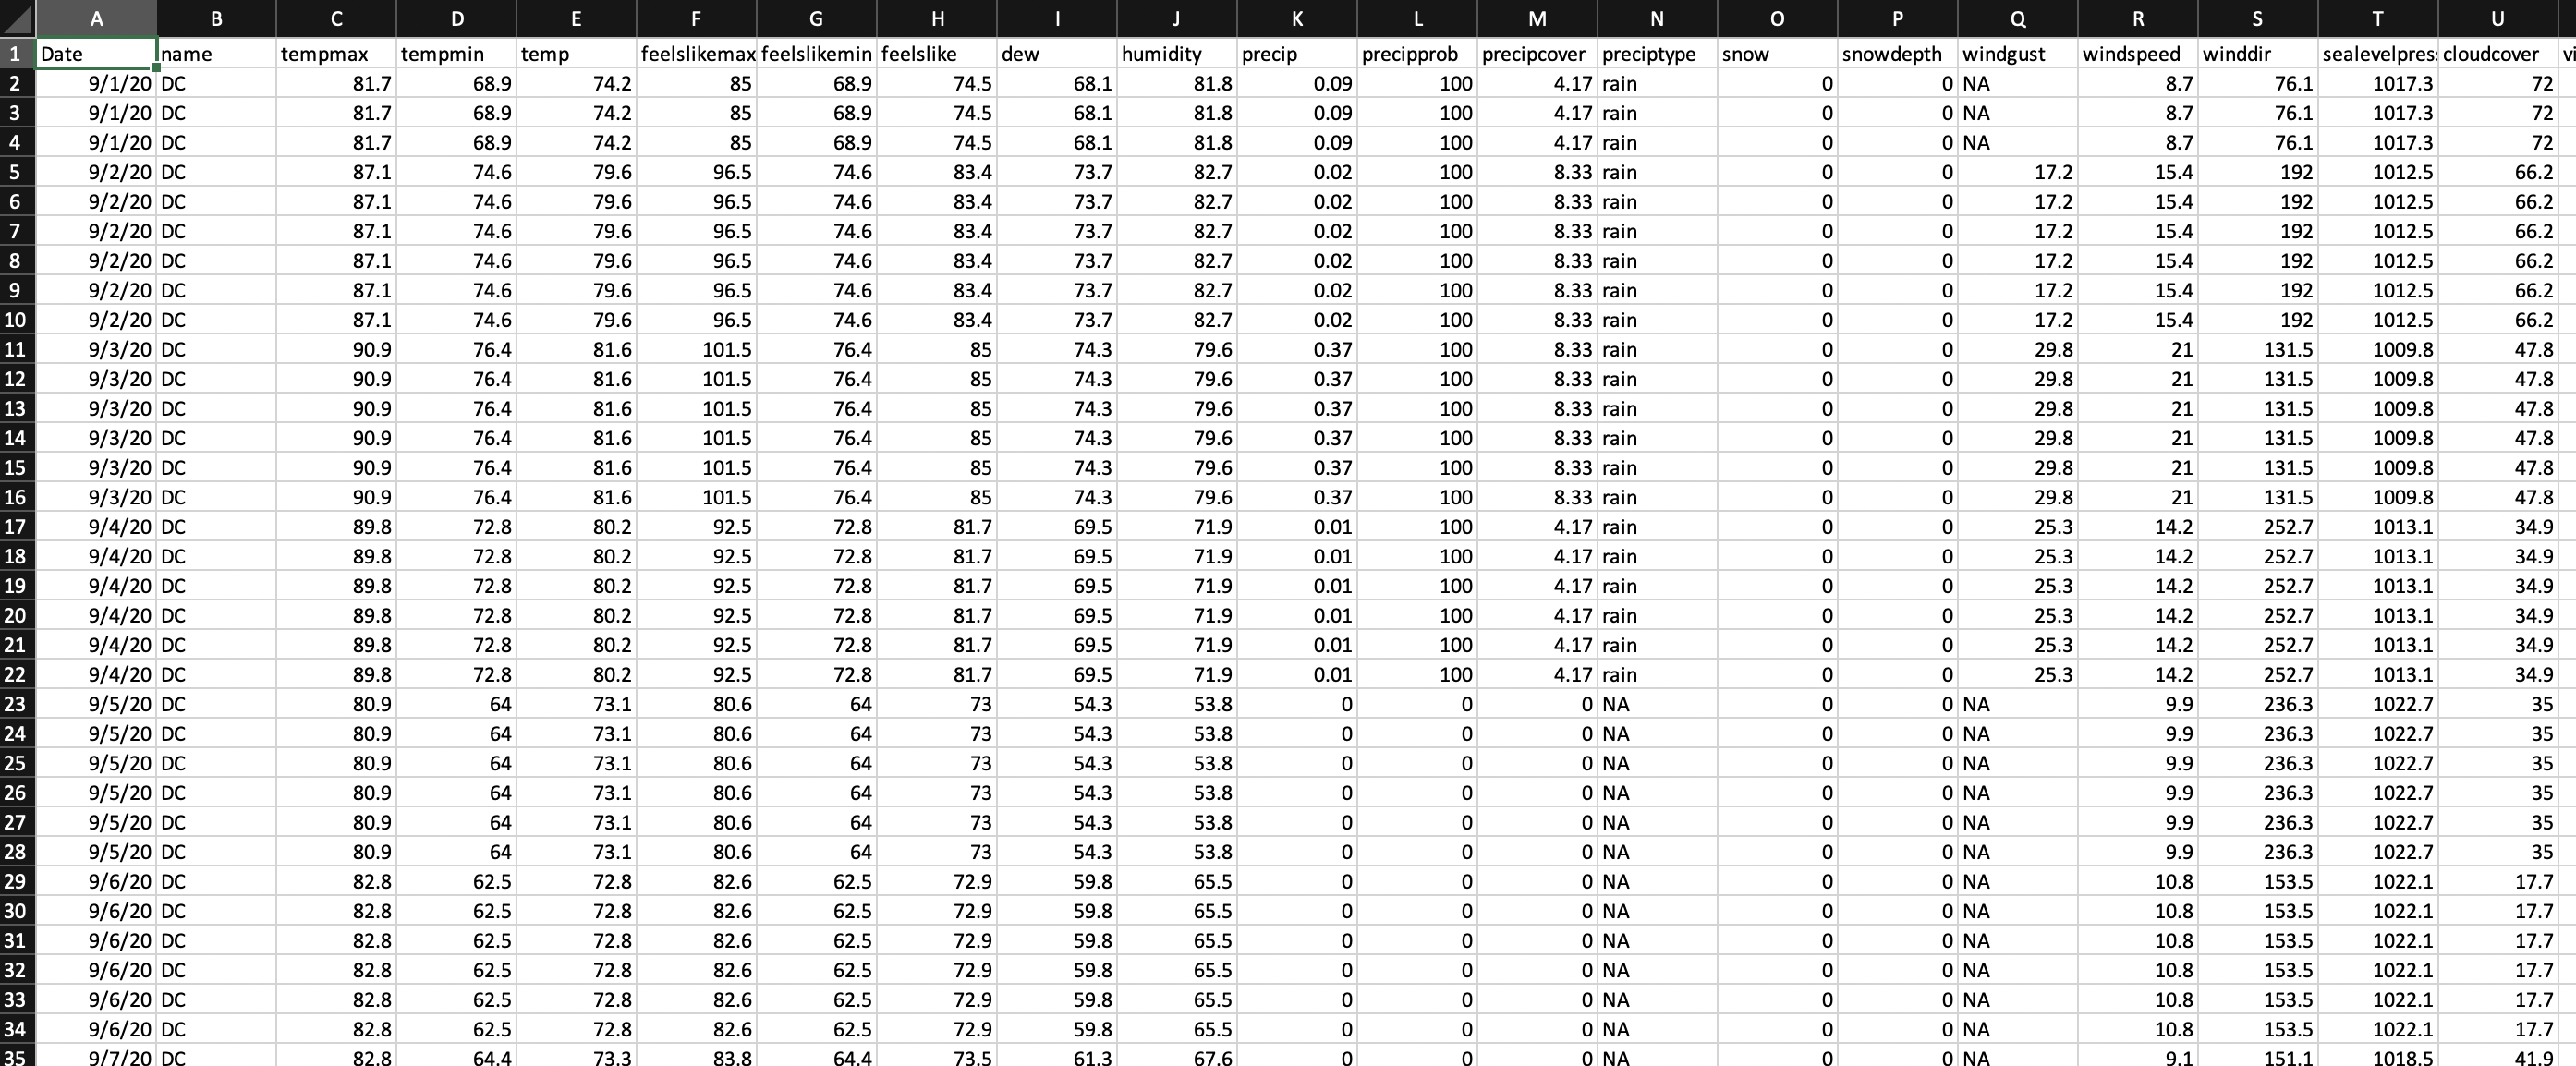 A B C D E F G H I J K L M N O P Q R S T U
1 Date name tempmax tempmin temp feelslikemax feelslikemin feelslike dew humidity precip precipprob precipcover preciptype snow snowdepth windgust windspeed winddir sealevelpres cloudcover vi
2 9/1/20 DC 81.7 68.9 74.2 85 68.9 74.5 68.1 81.8 0.09 100 4.17 rain 0 0 NA 8.7 76.1 1017.3 72
3 9/1/20 DC 81.7 68.9 74.2 85 68.9 74.5 68.1 81.8 0.09 100 4.17 rain 0 0 NA 8.7 76.1 1017.3 72
4 9/1/20 DC 81.7 68.9 74.2 85 68.9 74.5 68.1 81.8 0.09 100 4.17 rain 0 0 NA 8.7 76.1 1017.3 72
5 9/2/20 DC 87.1 74.6 79.6 96.5 74.6 83.4 73.7 82.7 0.02 100 8.33 rain 0 0 17.2 15.4 192 1012.5 66.2
6 9/2/20 DC 87.1 74.6 79.6 96.5 74.6 83.4 73.7 82.7 0.02 100 8.33 rain 0 0 17.2 15.4 192 1012.5 66.2
7 9/2/20 DC 87.1 74.6 79.6 96.5 74.6 83.4 73.7 82.7 0.02 100 8.33 rain 0 0 17.2 15.4 192 1012.5 66.2
8 9/2/20 DC 87.1 74.6 79.6 96.5 74.6 83.4 73.7 82.7 0.02 100 8.33 rain 0 0 17.2 15.4 192 1012.5 66.2
9 9/2/20 DC 87.1 74.6 79.6 96.5 74.6 83.4 73.7 82.7 0.02 100 8.33 rain 0 0 17.2 15.4 192 1012.5 66.2
10 9/2/20 DC 87.1 74.6 79.6 96.5 74.6 83.4 73.7 82.7 0.02 100 8.33 rain 0 0 17.2 15.4 192 1012.5 66.2
11 9/3/20 DC 90.9 76.4 81.6 101.5 76.4 85 74.3 79.6 0.37 100 8.33 rain 0 0 29.8 21 131.5 1009.8 47.8
12 9/3/20 DC 90.9 76.4 81.6 101.5 76.4 85 74.3 79.6 0.37 100 8.33 rain 0 0 29.8 21 131.5 1009.8 47.8
13 9/3/20 DC 90.9 76.4 81.6 101.5 76.4 85 74.3 79.6 0.37 100 8.33 rain 0 0 29.8 21 131.5 1009.8 47.8
14 9/3/20 DC 90.9 76.4 81.6 101.5 76.4 85 74.3 79.6 0.37 100 8.33 rain 0 0 29.8 21 131.5 1009.8 47.8
15 9/3/20 DC 90.9 76.4 81.6 101.5 76.4 85 74.3 79.6 0.37 100 8.33 rain 0 0 29.8 21 131.5 1009.8 47.8
16 9/3/20 DC 90.9 76.4 81.6 101.5 76.4 85 74.3 79.6 0.37 100 8.33 rain 0 0 29.8 21 131.5 1009.8 47.8
17 9/4/20 DC 89.8 72.8 80.2 92.5 72.8 81.7 69.5 71.9 0.01 100 4.17 rain 0 0 25.3 14.2 252.7 1013.1 34.9
18 9/4/20 DC 89.8 72.8 80.2 92.5 72.8 81.7 69.5 71.9 0.01 100 4.17 rain 0 0 25.3 14.2 252.7 1013.1 34.9
19 9/4/20 DC 89.8 72.8 80.2 92.5 72.8 81.7 69.5 71.9 0.01 100 4.17 rain 0 0 25.3 14.2 252.7 1013.1 34.9
20 9/4/20 DC 89.8 72.8 80.2 92.5 72.8 81.7 69.5 71.9 0.01 100 4.17 rain 0 0 25.3 14.2 252.7 1013.1 34.9
21 9/4/20 DC 89.8 72.8 80.2 92.5 72.8 81.7 69.5 71.9 0.01 100 4.17 rain 0 0 25.3 14.2 252.7 1013.1 34.9
22 9/4/20 DC 89.8 72.8 80.2 92.5 72.8 81.7 69.5 71.9 0.01 100 4.17 rain 0 0 25.3 14.2 252.7 1013.1 34.9
23 9/5/20 DC 80.9 64 73.1 80.6 64 73 54.3 53.8 0 0 0 NA 0 0 NA 9.9 236.3 1022.7 35
24 9/5/20 DC 80.9 64 73.1 80.6 64 73 54.3 53.8 0 0 0 NA 0 0 NA 9.9 236.3 1022.7 35
25 9/5/20 DC 80.9 64 73.1 80.6 64 73 54.3 53.8 0 0 0 NA 0 0 NA 9.9 236.3 1022.7 35
26 9/5/20 DC 80.9 64 73.1 80.6 64 73 54.3 53.8 0 0 0 NA 0 0 NA 9.9 236.3 1022.7 35
27 9/5/20 DC 80.9 64 73.1 80.6 64 73 54.3 53.8 0 0 0 NA 0 0 NA 9.9 236.3 1022.7 35
28 9/5/20 DC 80.9 64 73.1 80.6 64 73 54.3 53.8 0 0 0 NA 0 0 NA 9.9 236.3 1022.7 35
29 9/6/20 DC 82.8 62.5 72.8 82.6 62.5 72.9 59.8 65.5 0 0 0 NA 0 0 NA 10.8 153.5 1022.1 17.7
30 9/6/20 DC 82.8 62.5 72.8 82.6 62.5 72.9 59.8 65.5 0 0 0 NA 0 0 NA 10.8 153.5 1022.1 17.7
31 9/6/20 DC 82.8 62.5 72.8 82.6 62.5 72.9 59.8 65.5 0 0 0 NA 0 0 NA 10.8 153.5 1022.1 17.7
32 9/6/20 DC 82.8 62.5 72.8 82.6 62.5 72.9 59.8 65.5 0 0 0 NA 0 0 NA 10.8 153.5 1022.1 17.7
33 9/6/20 DC 82.8 62.5 72.8 82.6 62.5 72.9 59.8 65.5 0 0 0 NA 0 0 NA 10.8 153.5 1022.1 17.7
34 9/6/20 DC 82.8 62.5 72.8 82.6 62.5 72.9 59.8 65.5 0 0 0 NA 0 0 NA 10.8 153.5 1022.1 17.7
35 9/7/20 DC 82.8 64.4 73.3 83.8 64.4 73.5 61.3 67.6 0 0 0 NA 0 0 NA 9.1 151.1 1018.5 41.9